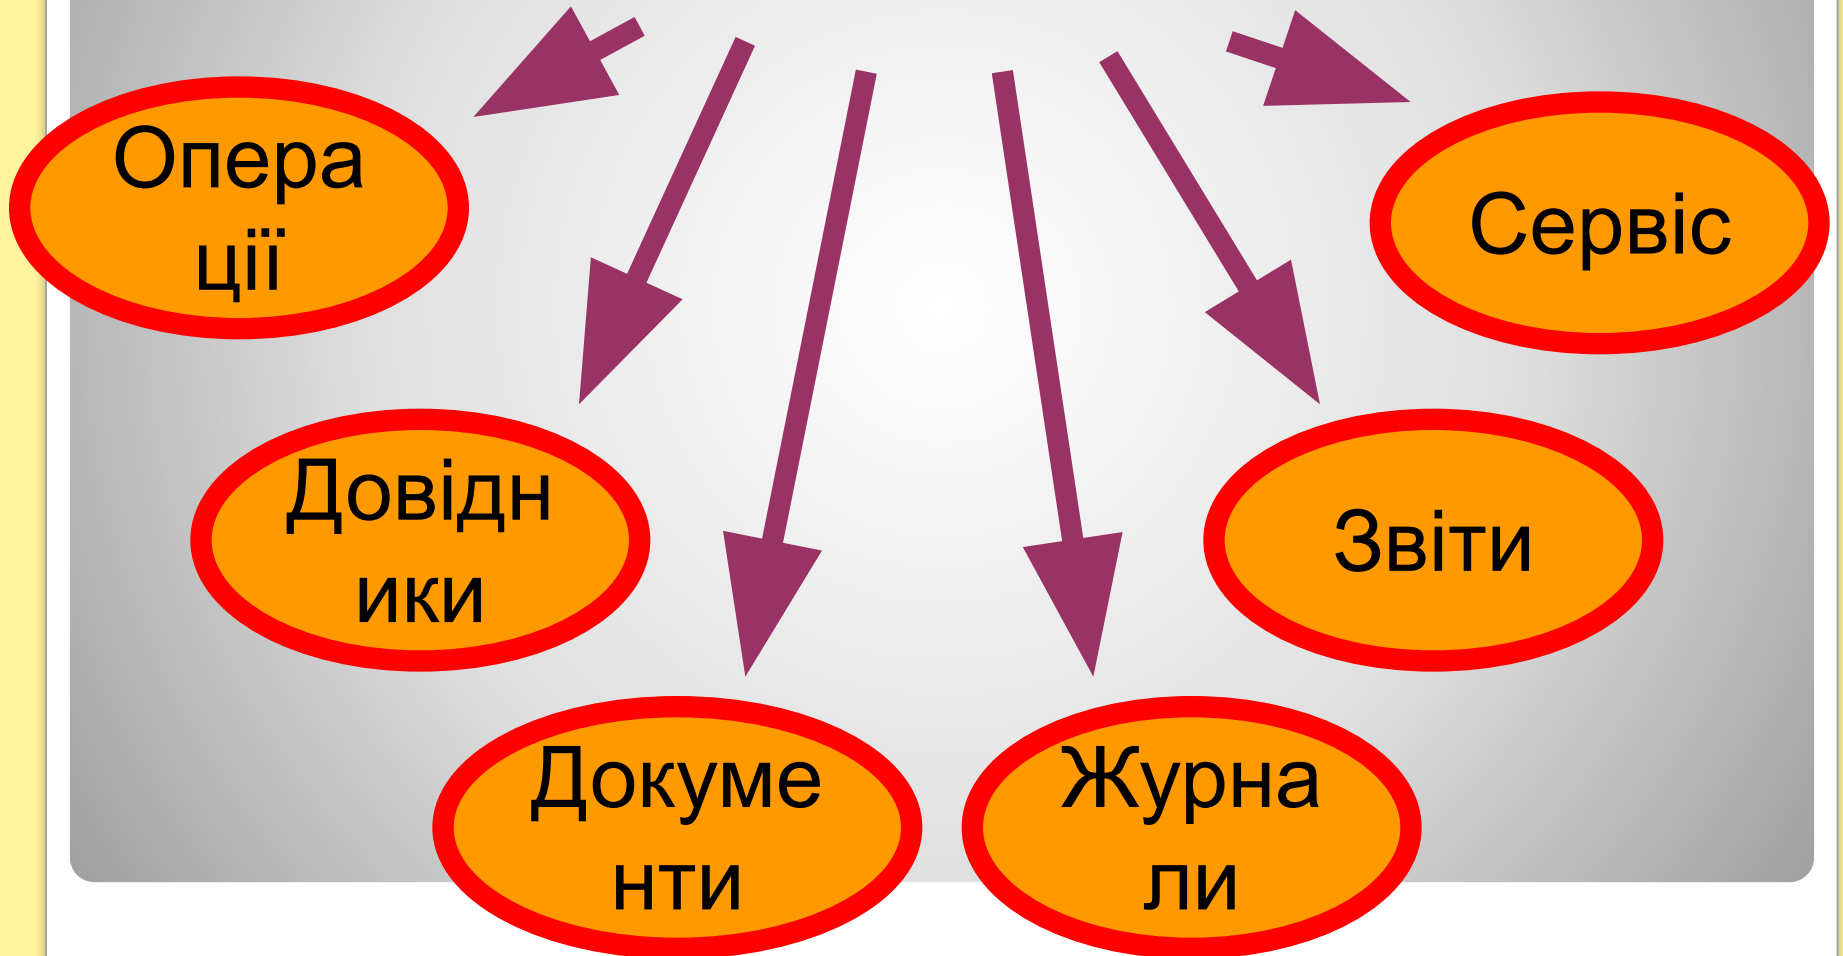 Опера
ції
Сервіс
Довідн
ики
Звіти
Докуме
нти
Журна
ли